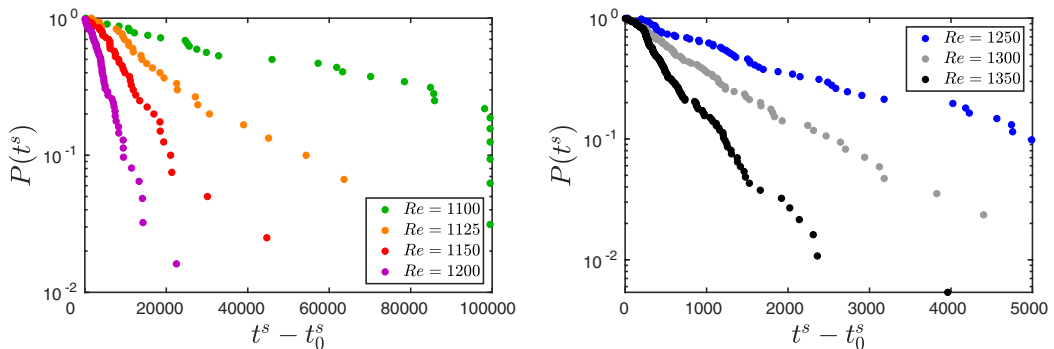 10^0
10^-1
10^-2
P(t^s)
0
20000
40000
60000
80000
100000
t^s − t_0^s
Re = 1100
Re = 1125
Re = 1150
Re = 1200
10^0
10^-1
10^-2
P(t^s)
0
1000
2000
3000
4000
5000
t^s − t_0^s
Re = 1250
Re = 1300
Re = 1350